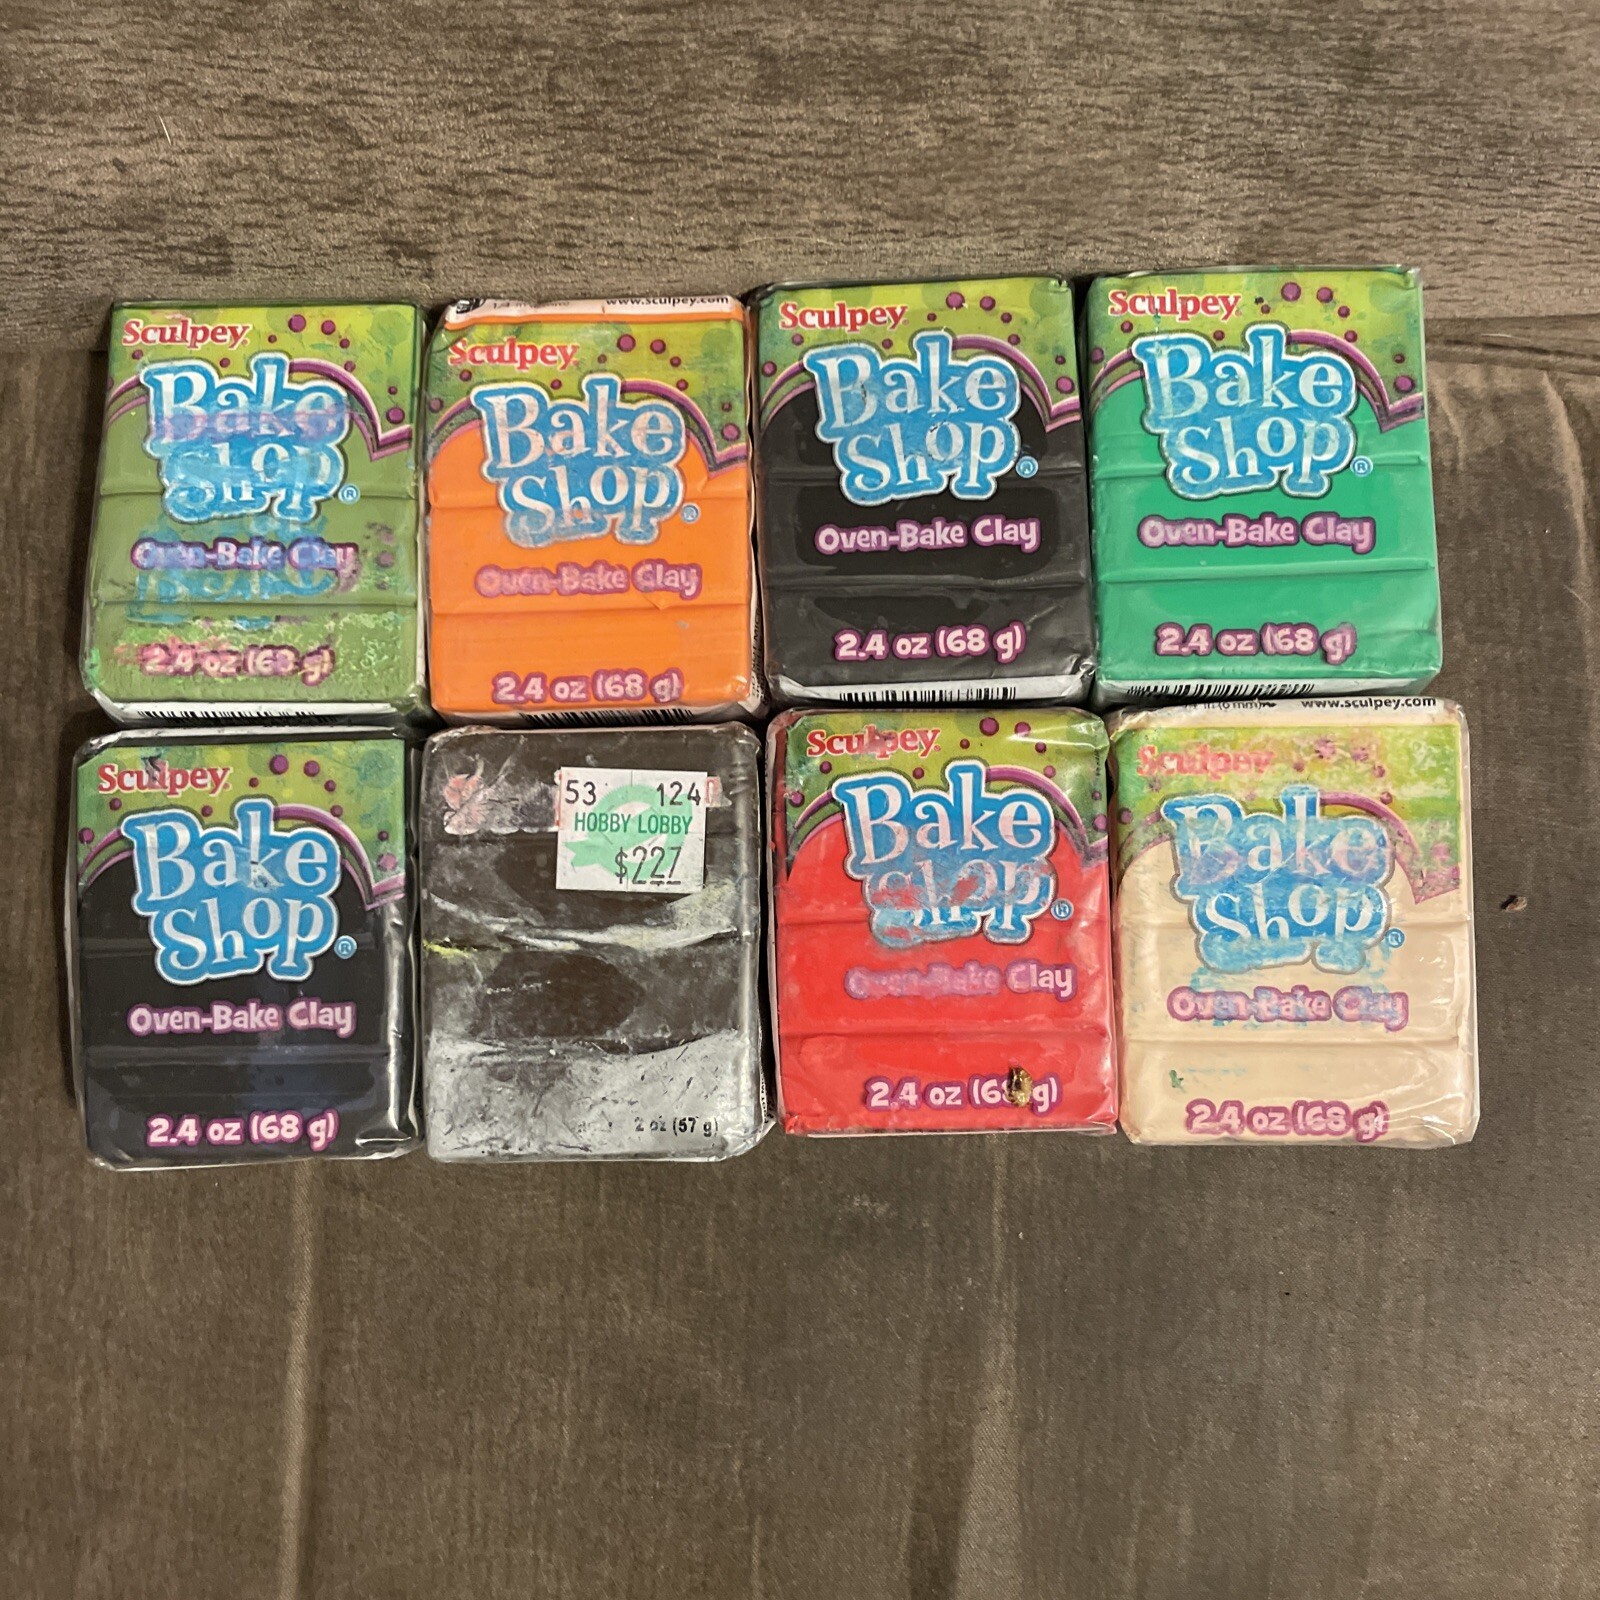 Sculpey
Bake
Shop®
Oven-Bake Clay
2.4 oz (68 g)
www.sculpey.com
Sculpey
Bake
Shop®
Oven-Bake Clay
2.4 oz (68 g)
Sculpey
Bake
Shop®
Oven-Bake Clay
2.4 oz (68 g)
Sculpey
Bake
Shop®
Oven-Bake Clay
2.4 oz (68 g)
Sculpey
Bake
Shop®
Oven-Bake Clay
2.4 oz (68 g)
53 124
HOBBY LOBBY
$2.27
2 oz (57 g)
Sculpey
Bake
Shop®
Oven-Bake Clay
2.4 oz (68 g)
www.sculpey.com
Sculpey
Bake
Shop®
Oven-Bake Clay
2.4 oz (68 g)